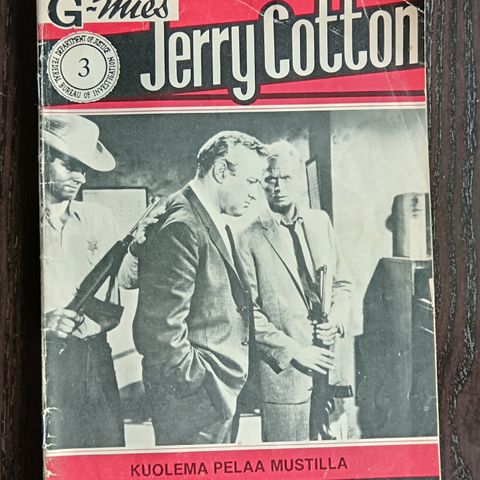 G-mies
Jerry Cotton
DEPARTMENT OF JUSTICE
3
FEDERAL BUREAU OF INVESTIGATION
KUOLEMA PELAA MUSTILLA